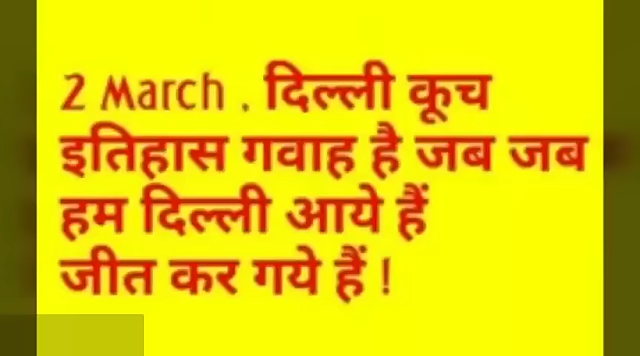 2 March . दिल्ली कूच
इतिहास गवाह है जब जब
हम दिल्ली आये हैं
जीत कर गये हैं !